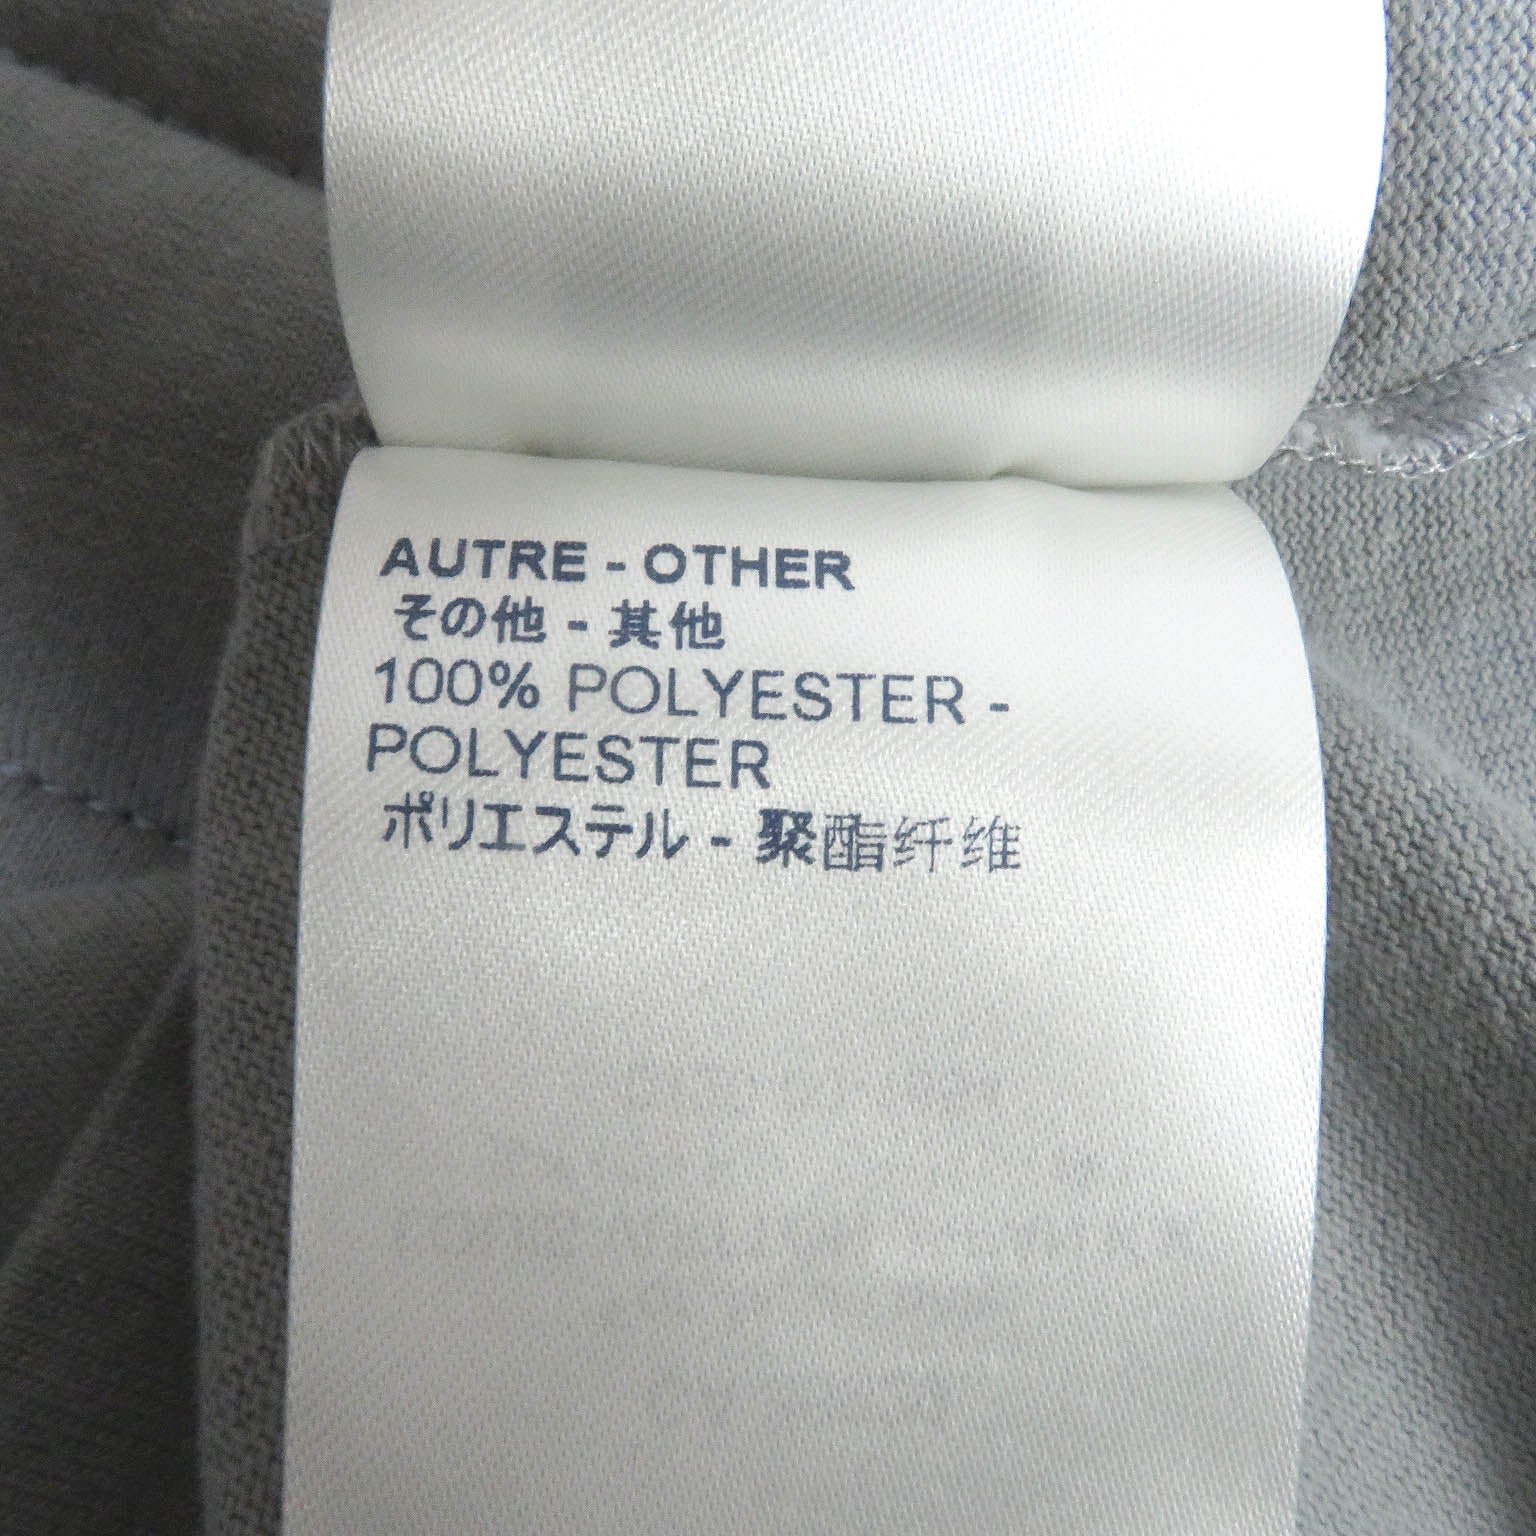 AUTRE - OTHER
その他 - 其他
100% POLYESTER -
POLYESTER
ポリエステル - 聚酯纤维